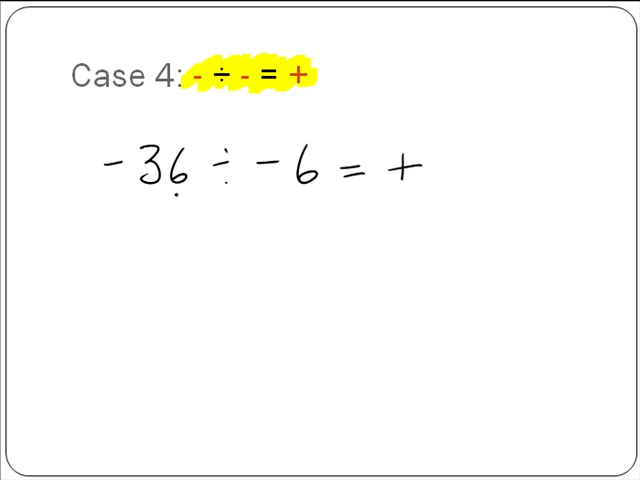 Case 4: - ÷ - = +
- 36 ÷ - 6 = +